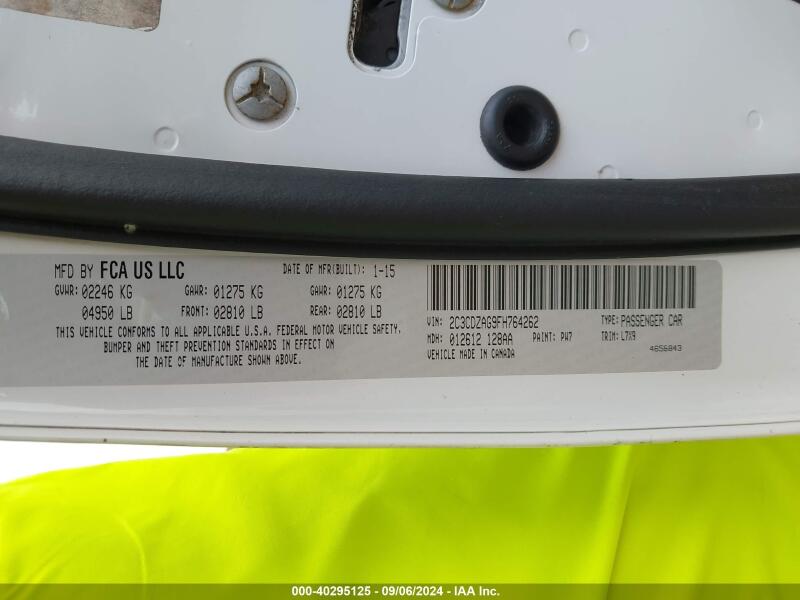 MFD BY FCA US LLC DATE OF MFR(BUILT): 1-15
GVWR: 02246 KG GAWR: 01275 KG GAWR: 01275 KG
04950 LB FRONT: 02810 LB REAR: 02810 LB
THIS VEHICLE CONFORMS TO ALL APPLICABLE U.S.A. FEDERAL MOTOR VEHICLE SAFETY,
BUMPER AND THEFT PREVENTION STANDARDS IN EFFECT ON
THE DATE OF MANUFACTURE SHOWN ABOVE.
VIN: 2C3CDZAG9FH764262 TYPE: PASSENGER CAR
MDH: 012612 128AA PAINT: PW7 TRIM: L7X9
VEHICLE MADE IN CANADA 4656843
000-40295125 - 09/06/2024 - IAA Inc.